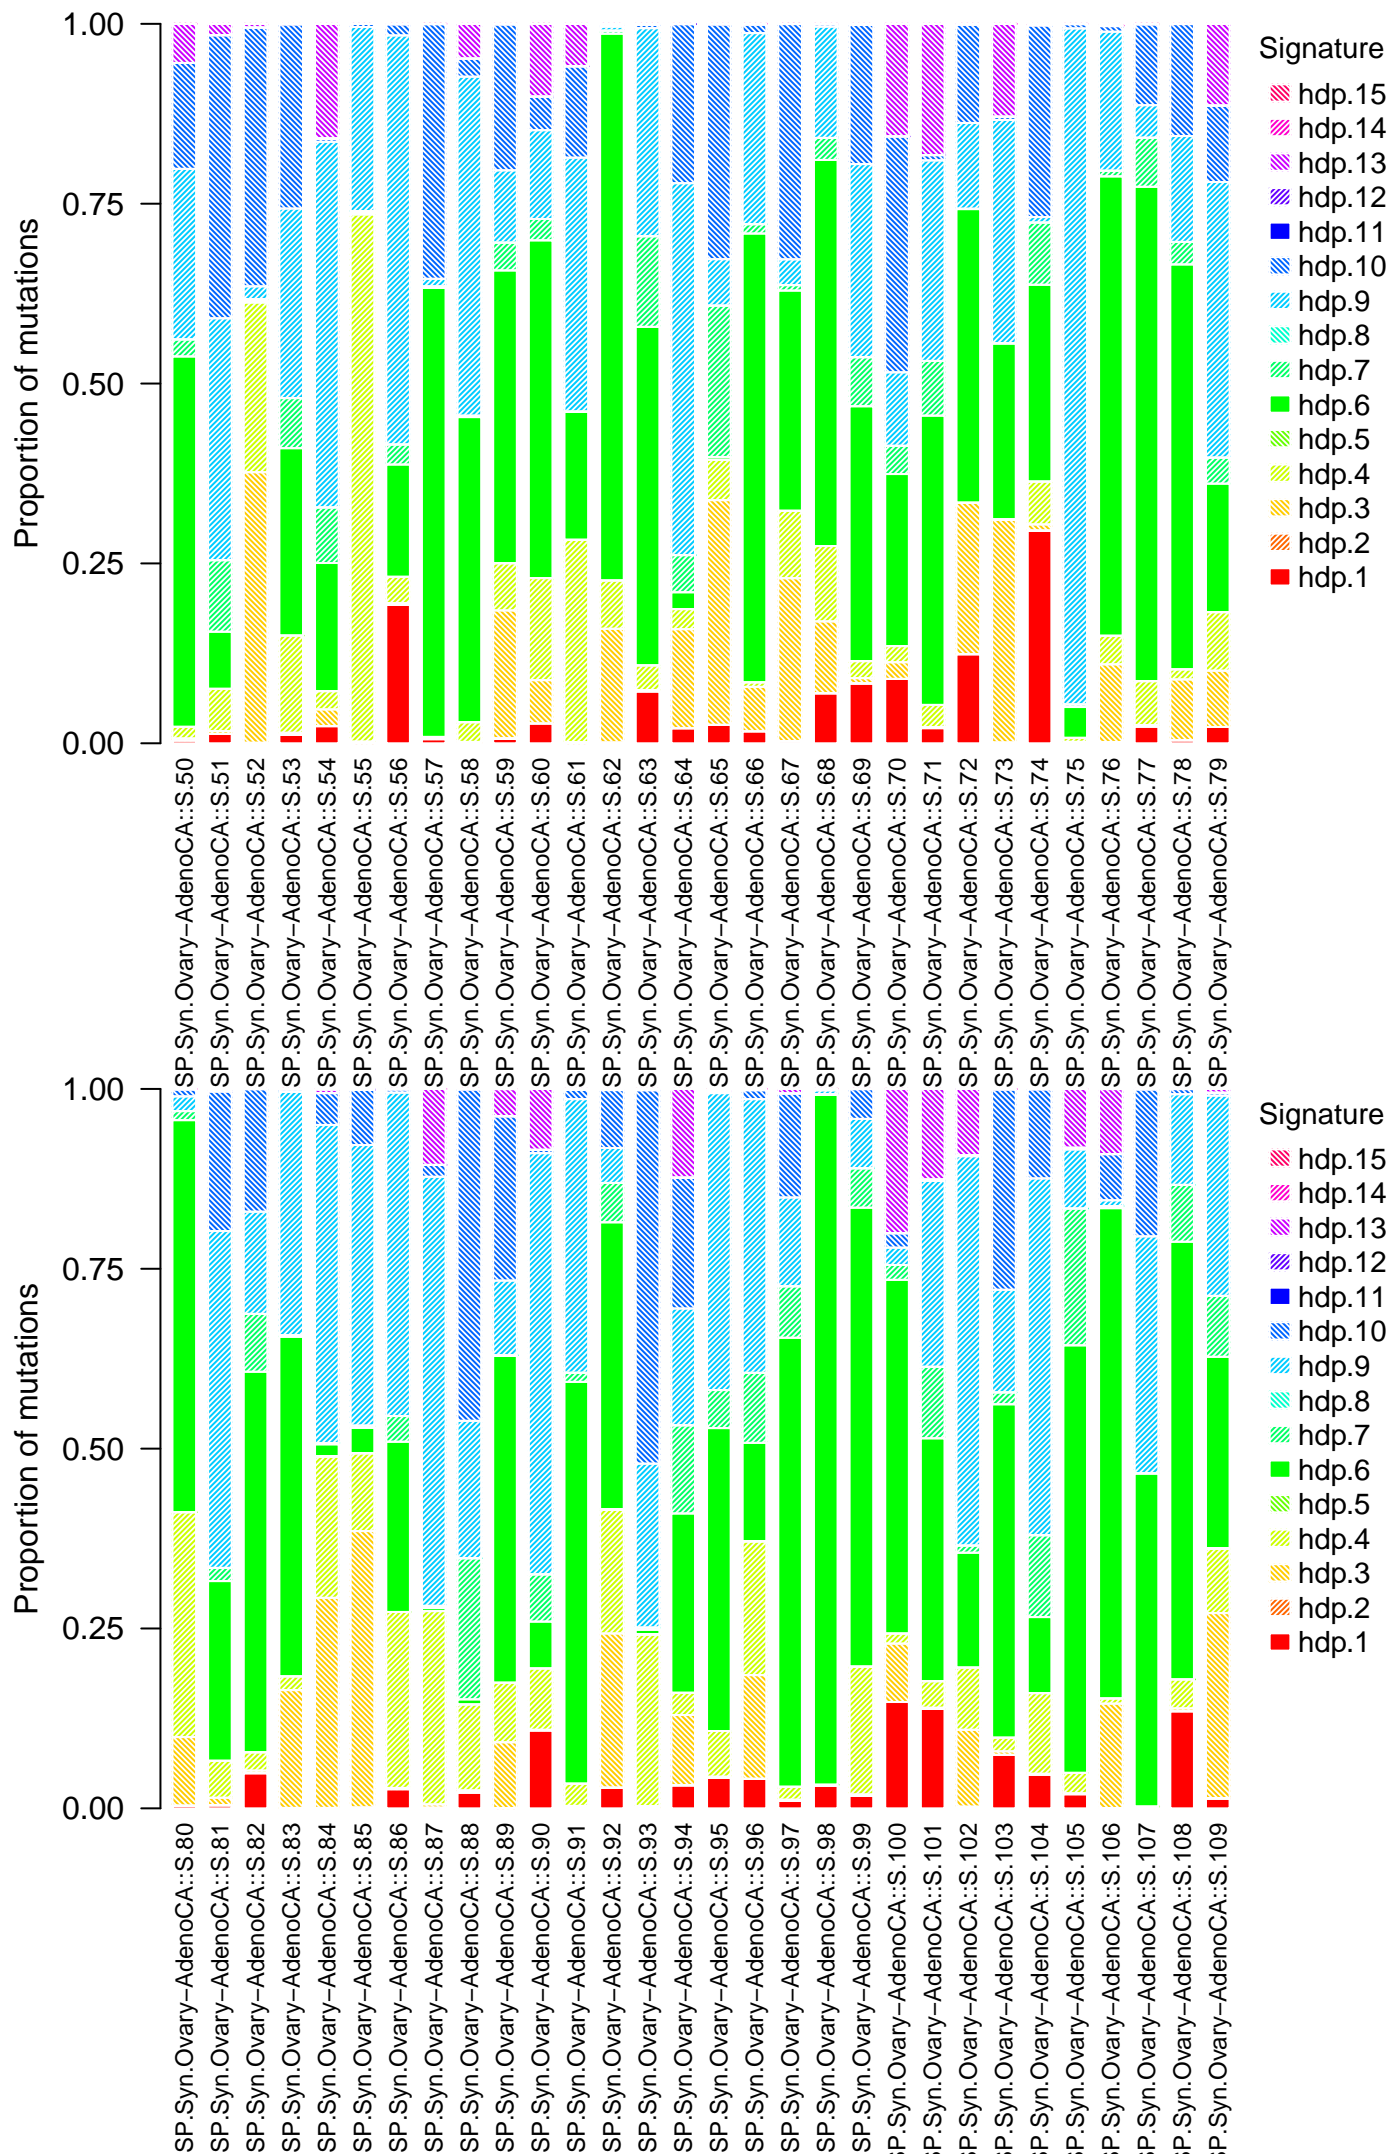 1.00
0.75
0.50
0.25
0.00
Proportion of mutations
SP.Syn.Ovary−AdenoCA::S.50
SP.Syn.Ovary−AdenoCA::S.51
SP.Syn.Ovary−AdenoCA::S.52
SP.Syn.Ovary−AdenoCA::S.53
SP.Syn.Ovary−AdenoCA::S.54
SP.Syn.Ovary−AdenoCA::S.55
SP.Syn.Ovary−AdenoCA::S.56
SP.Syn.Ovary−AdenoCA::S.57
SP.Syn.Ovary−AdenoCA::S.58
SP.Syn.Ovary−AdenoCA::S.59
SP.Syn.Ovary−AdenoCA::S.60
SP.Syn.Ovary−AdenoCA::S.61
SP.Syn.Ovary−AdenoCA::S.62
SP.Syn.Ovary−AdenoCA::S.63
SP.Syn.Ovary−AdenoCA::S.64
SP.Syn.Ovary−AdenoCA::S.65
SP.Syn.Ovary−AdenoCA::S.66
SP.Syn.Ovary−AdenoCA::S.67
SP.Syn.Ovary−AdenoCA::S.68
SP.Syn.Ovary−AdenoCA::S.69
SP.Syn.Ovary−AdenoCA::S.70
SP.Syn.Ovary−AdenoCA::S.71
SP.Syn.Ovary−AdenoCA::S.72
SP.Syn.Ovary−AdenoCA::S.73
SP.Syn.Ovary−AdenoCA::S.74
SP.Syn.Ovary−AdenoCA::S.75
SP.Syn.Ovary−AdenoCA::S.76
SP.Syn.Ovary−AdenoCA::S.77
SP.Syn.Ovary−AdenoCA::S.78
SP.Syn.Ovary−AdenoCA::S.79
Signature
hdp.15
hdp.14
hdp.13
hdp.12
hdp.11
hdp.10
hdp.9
hdp.8
hdp.7
hdp.6
hdp.5
hdp.4
hdp.3
hdp.2
hdp.1
1.00
0.75
0.50
0.25
0.00
Proportion of mutations
SP.Syn.Ovary−AdenoCA::S.80
SP.Syn.Ovary−AdenoCA::S.81
SP.Syn.Ovary−AdenoCA::S.82
SP.Syn.Ovary−AdenoCA::S.83
SP.Syn.Ovary−AdenoCA::S.84
SP.Syn.Ovary−AdenoCA::S.85
SP.Syn.Ovary−AdenoCA::S.86
SP.Syn.Ovary−AdenoCA::S.87
SP.Syn.Ovary−AdenoCA::S.88
SP.Syn.Ovary−AdenoCA::S.89
SP.Syn.Ovary−AdenoCA::S.90
SP.Syn.Ovary−AdenoCA::S.91
SP.Syn.Ovary−AdenoCA::S.92
SP.Syn.Ovary−AdenoCA::S.93
SP.Syn.Ovary−AdenoCA::S.94
SP.Syn.Ovary−AdenoCA::S.95
SP.Syn.Ovary−AdenoCA::S.96
SP.Syn.Ovary−AdenoCA::S.97
SP.Syn.Ovary−AdenoCA::S.98
SP.Syn.Ovary−AdenoCA::S.99
SP.Syn.Ovary−AdenoCA::S.100
SP.Syn.Ovary−AdenoCA::S.101
SP.Syn.Ovary−AdenoCA::S.102
SP.Syn.Ovary−AdenoCA::S.103
SP.Syn.Ovary−AdenoCA::S.104
SP.Syn.Ovary−AdenoCA::S.105
SP.Syn.Ovary−AdenoCA::S.106
SP.Syn.Ovary−AdenoCA::S.107
SP.Syn.Ovary−AdenoCA::S.108
SP.Syn.Ovary−AdenoCA::S.109
Signature
hdp.15
hdp.14
hdp.13
hdp.12
hdp.11
hdp.10
hdp.9
hdp.8
hdp.7
hdp.6
hdp.5
hdp.4
hdp.3
hdp.2
hdp.1